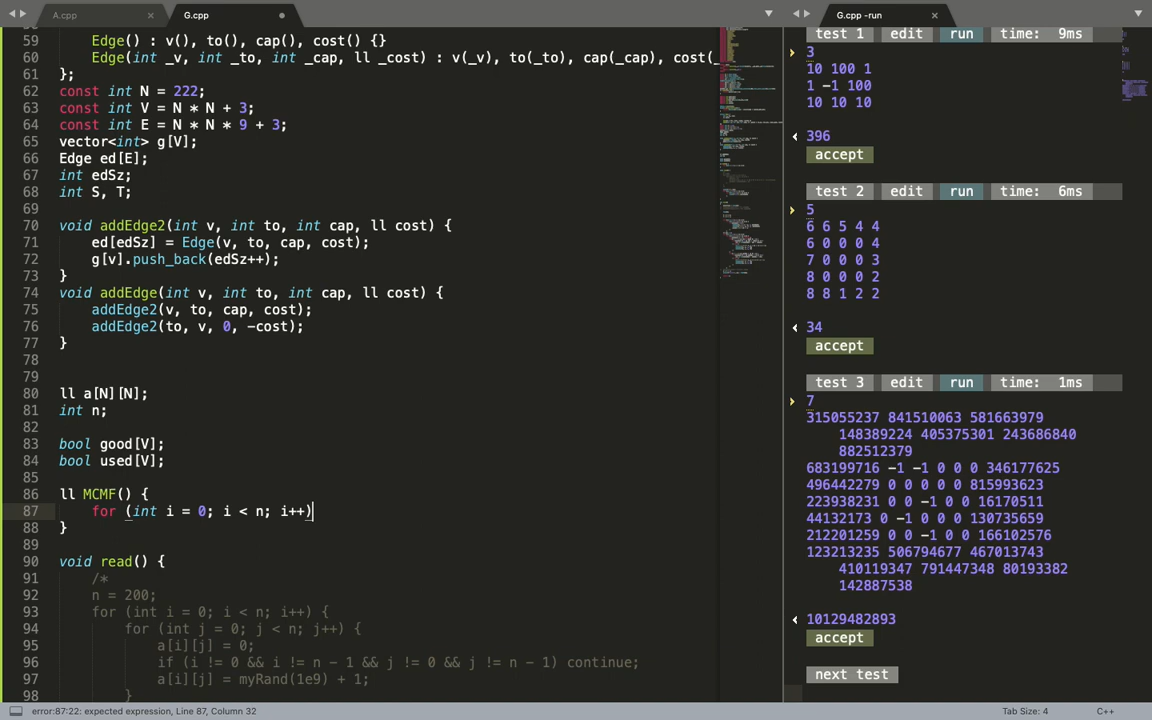 A.cpp
G.cpp
G.cpp -run
59 Edge() : v(), to(), cap(), cost() {}
60 Edge(int _v, int _to, int _cap, ll _cost) : v(_v), to(_to), cap(_cap), cost(_
61 };
62 const int N = 222;
63 const int V = N * N + 3;
64 const int E = N * N * 9 + 3;
65 vector<int> g[V];
66 Edge ed[E];
67 int edSz;
68 int S, T;
69
70 void addEdge2(int v, int to, int cap, ll cost) {
71 ed[edSz] = Edge(v, to, cap, cost);
72 g[v].push_back(edSz++);
73 }
74 void addEdge(int v, int to, int cap, ll cost) {
75 addEdge2(v, to, cap, cost);
76 addEdge2(to, v, 0, -cost);
77 }
78
79
80 ll a[N][N];
81 int n;
82
83 bool good[V];
84 bool used[V];
85
86 ll MCMF() {
87 for (int i = 0; i < n; i++)
88 }
89
90 void read() {
91 /*
92 n = 200;
93 for (int i = 0; i < n; i++) {
94 for (int j = 0; j < n; j++) {
95 a[i][j] = 0;
96 if (i != 0 && i != n - 1 && j != 0 && j != n - 1) continue;
97 a[i][j] = myRand(1e9) + 1;
98 }
test 1 edit run time: 9ms
3
10 100 1
1 -1 100
10 10 10
396
accept
test 2 edit run time: 6ms
5
6 6 5 4 4
6 0 0 0 4
7 0 0 0 3
8 0 0 0 2
8 8 1 2 2
34
accept
test 3 edit run time: 1ms
7
315055237 841510063 581663979
148389224 405375301 243686840
882512379
683199716 -1 -1 0 0 0 346177625
496442279 0 0 0 0 0 815993623
223938231 0 0 -1 0 0 16170511
44132173 0 -1 0 0 0 130735659
212201259 0 0 -1 0 0 166102576
123213235 506794677 467013743
410119347 791447348 80193382
142887538
10129482893
accept
next test
error:87:22: expected expression, Line 87, Column 32
Tab Size: 4
C++